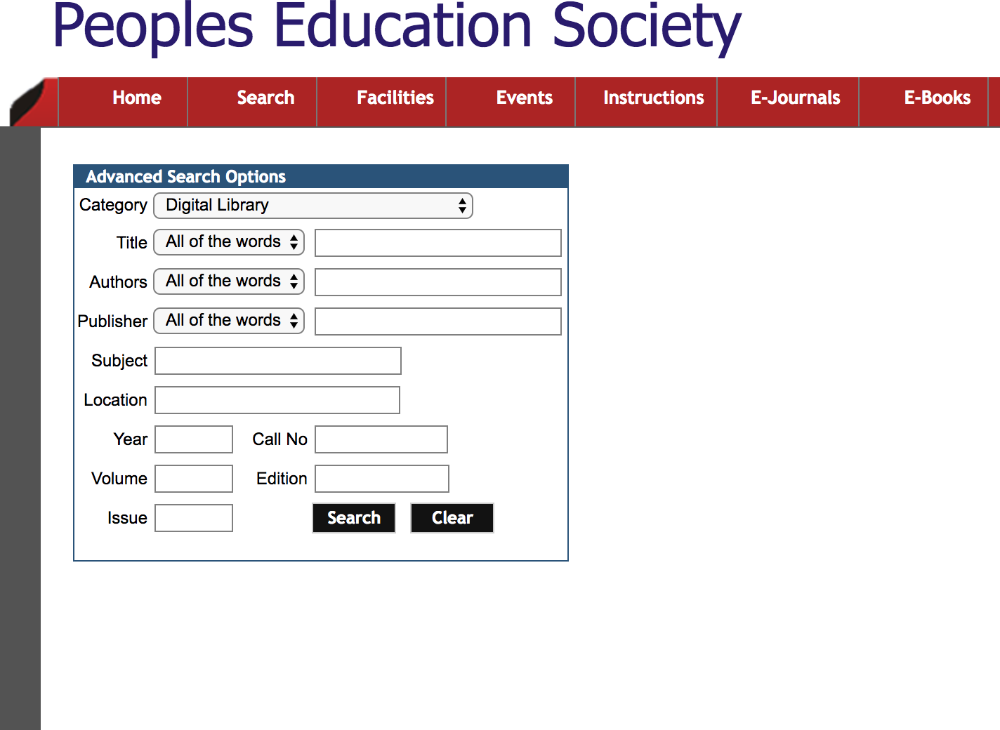 Peoples Education Society
Home Search Facilities Events Instructions E-Journals E-Books
Advanced Search Options
Category Digital Library
Title All of the words
Authors All of the words
Publisher All of the words
Subject
Location
Year Call No
Volume Edition
Issue Search Clear